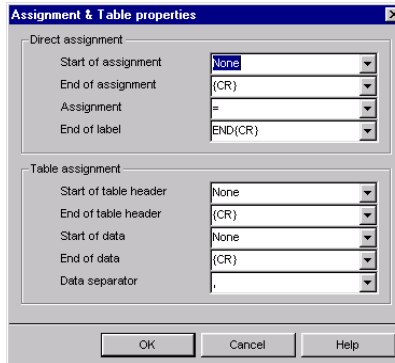 Assignment & Table properties
Direct assignment
Start of assignment None
End of assignment {CR}
Assignment =
End of label END{CR}
Table assignment
Start of table header None
End of table header {CR}
Start of data None
End of data {CR}
Data separator ,
OK Cancel Help